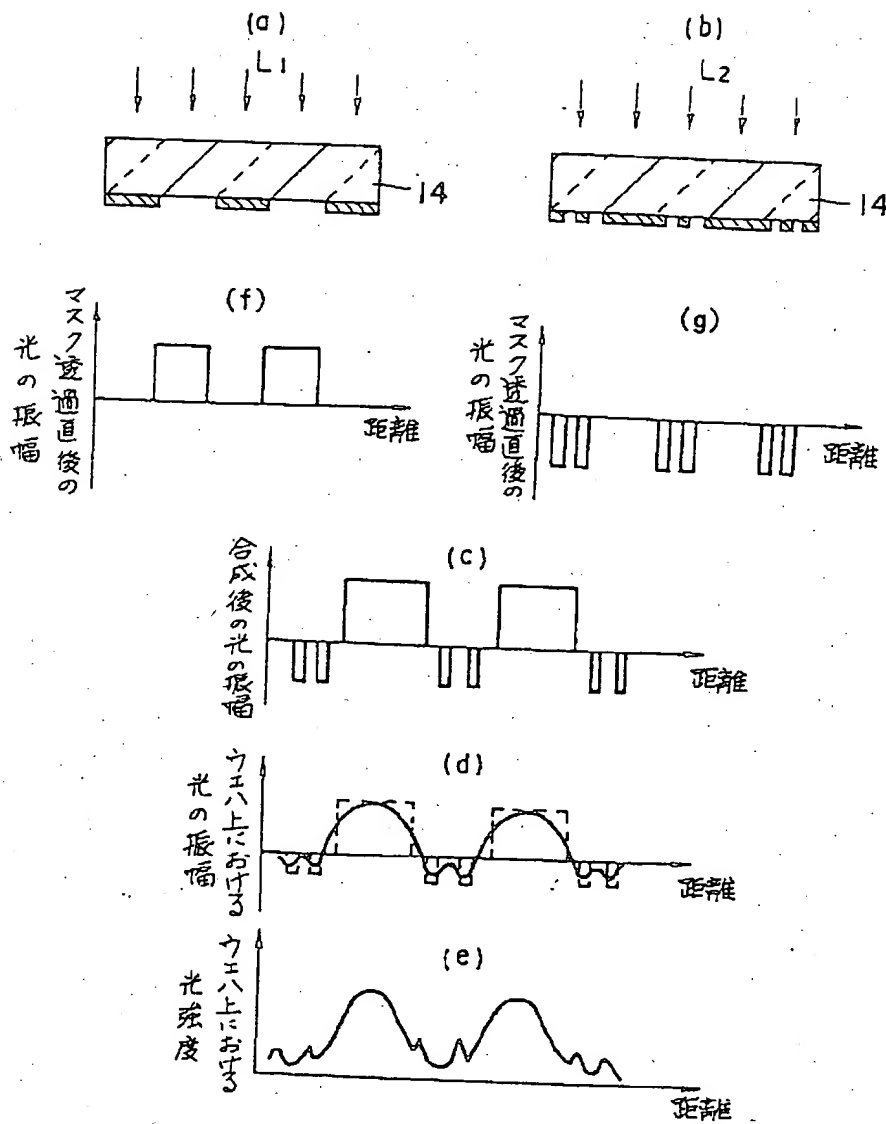 (a)
L1
14
(b)
L2
14
(f)
マスク透過直後の
光の振幅
距離
(g)
マスク透過直後の
光の振幅
距離
(c)
合成後の光の振幅
距離
(d)
ウエハ上における
光の振幅
距離
(e)
ウエハ上における
光強度
距離